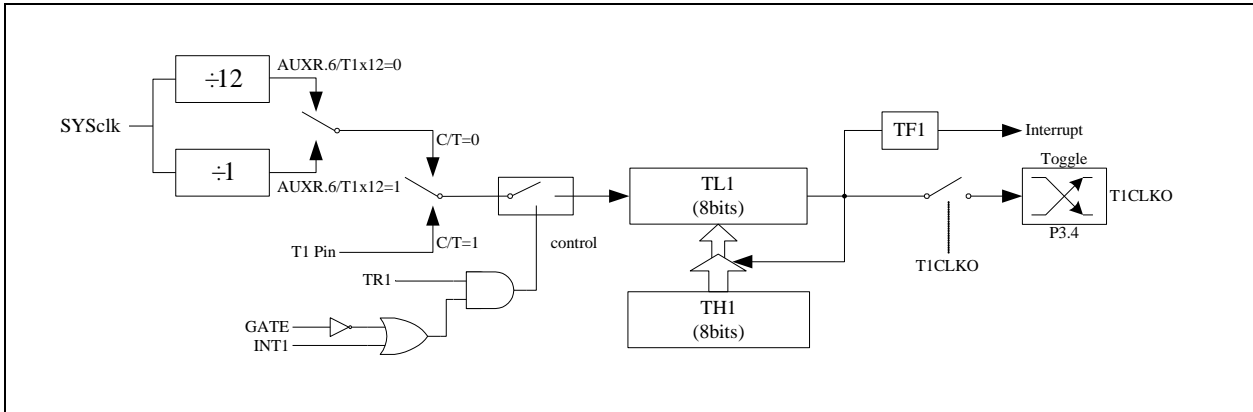 ÷12
AUXR.6/T1x12=0
SYSclk
÷1
AUXR.6/T1x12=1
C/T=0
C/T=1
T1 Pin
control
TR1
GATE
INT1
TL1
(8bits)
TH1
(8bits)
TF1
Interrupt
Toggle
T1CLKO
P3.4
T1CLKO